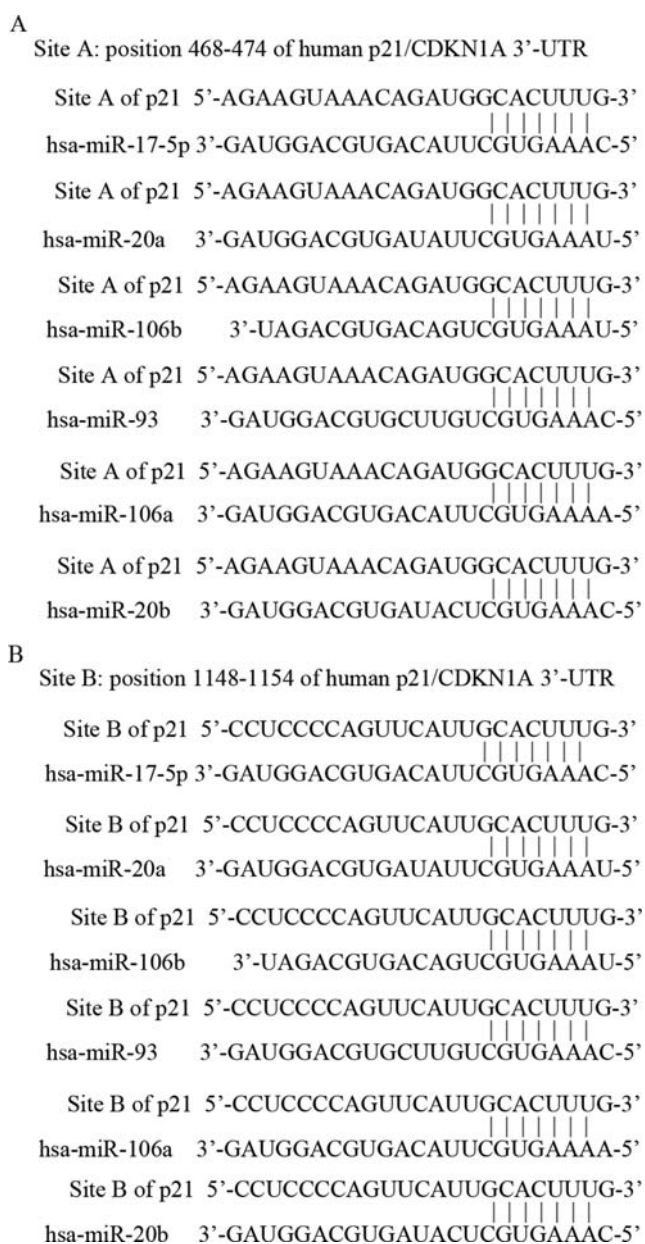 A
Site A: position 468-474 of human p21/CDKN1A 3’-UTR
Site A of p21 5’-AGAAGUAAACAGAUGGCACUUUG-3’
hsa-miR-17-5p 3’-GAUGGACGUGACAUUCGUGAAAC-5’
Site A of p21 5’-AGAAGUAAACAGAUGGCACUUUG-3’
hsa-miR-20a 3’-GAUGGACGUGAUAUUCGUGAAAU-5’
Site A of p21 5’-AGAAGUAAACAGAUGGCACUUUG-3’
hsa-miR-106b 3’-UAGACGUGACAGUCGUGAAAU-5’
Site A of p21 5’-AGAAGUAAACAGAUGGCACUUUG-3’
hsa-miR-93 3’-GAUGGACGUGCUUGUCGUGAAAC-5’
Site A of p21 5’-AGAAGUAAACAGAUGGCACUUUG-3’
hsa-miR-106a 3’-GAUGGACGUGACAUUCGUGAAAA-5’
Site A of p21 5’-AGAAGUAAACAGAUGGCACUUUG-3’
hsa-miR-20b 3’-GAUGGACGUGAUACUCGUGAAAC-5’
B
Site B: position 1148-1154 of human p21/CDKN1A 3’-UTR
Site B of p21 5’-CCUCCCCAGUUCAUUGCACUUUG-3’
hsa-miR-17-5p 3’-GAUGGACGUGACAUUCGUGAAAC-5’
Site B of p21 5’-CCUCCCCAGUUCAUUGCACUUUG-3’
hsa-miR-20a 3’-GAUGGACGUGAUAUUCGUGAAAU-5’
Site B of p21 5’-CCUCCCCAGUUCAUUGCACUUUG-3’
hsa-miR-106b 3’-UAGACGUGACAGUCGUGAAAU-5’
Site B of p21 5’-CCUCCCCAGUUCAUUGCACUUUG-3’
hsa-miR-93 3’-GAUGGACGUGCUUGUCGUGAAAC-5’
Site B of p21 5’-CCUCCCCAGUUCAUUGCACUUUG-3’
hsa-miR-106a 3’-GAUGGACGUGACAUUCGUGAAAA-5’
Site B of p21 5’-CCUCCCCAGUUCAUUGCACUUUG-3’
hsa-miR-20b 3’-GAUGGACGUGAUACUCGUGAAAC-5’